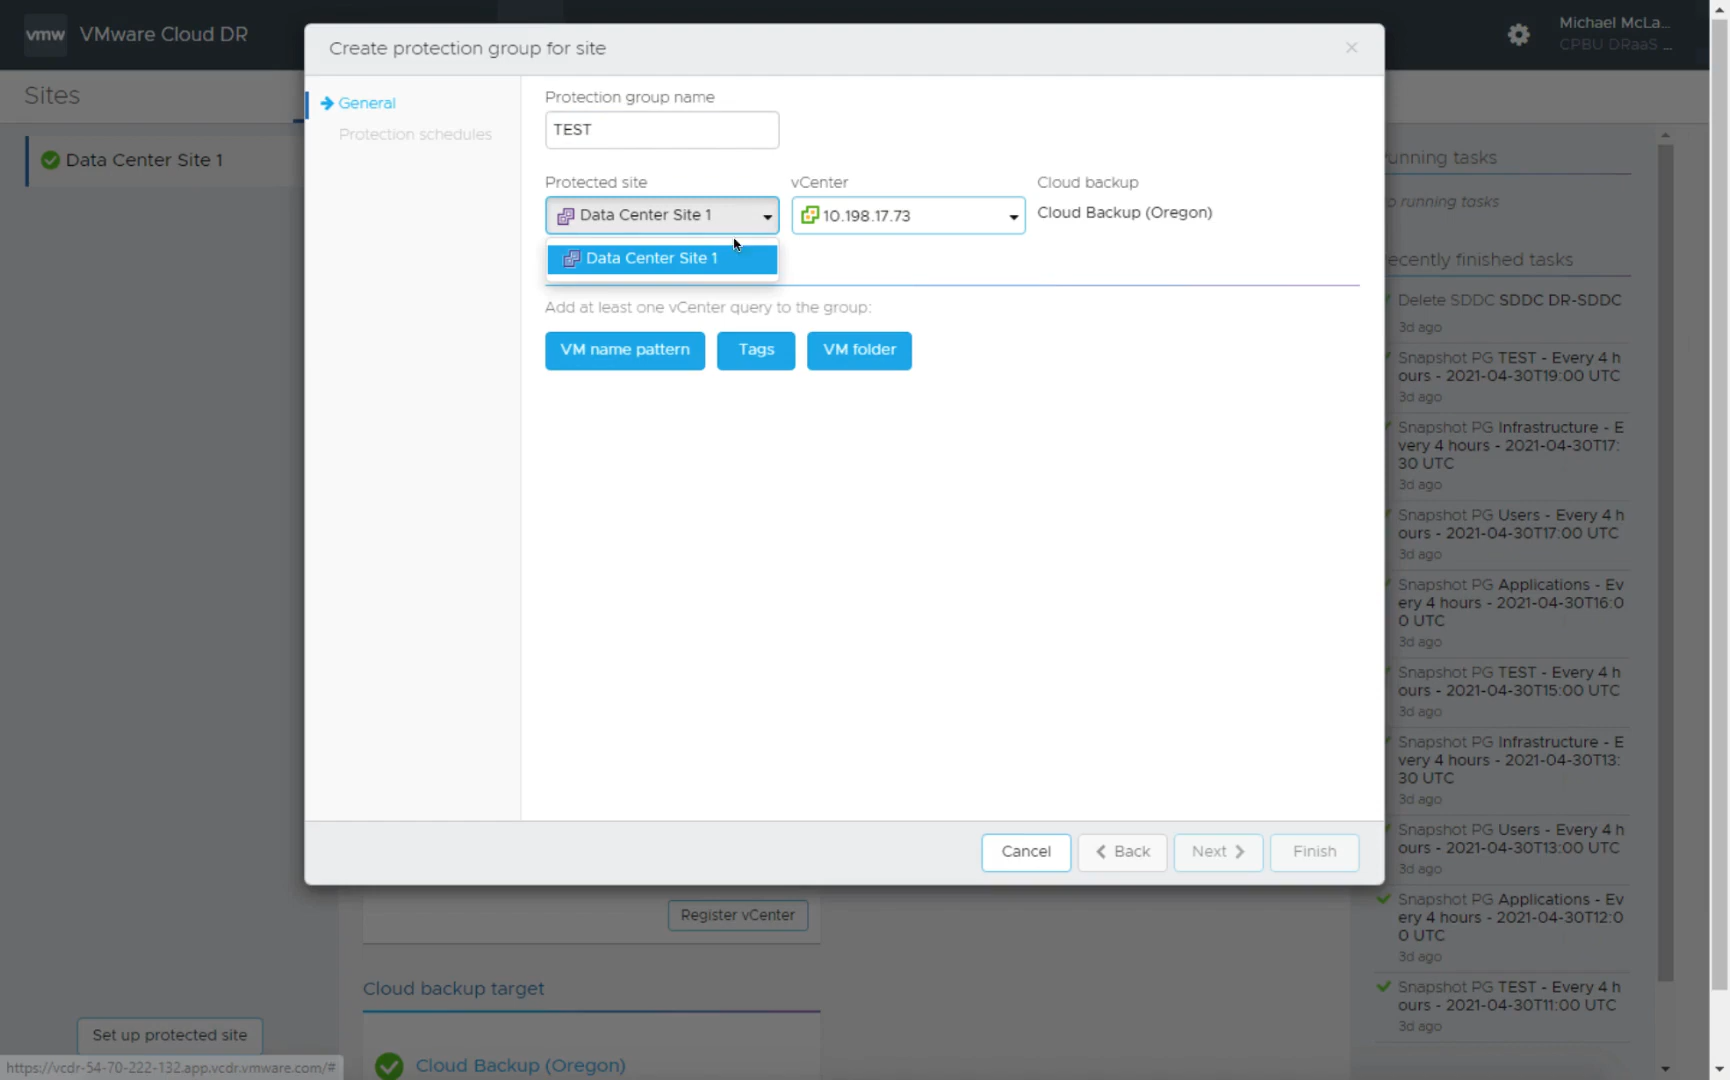 vmw VMware Cloud DR
Michael McLa...
CPBU DRaaS ...
Sites
Data Center Site 1
Create protection group for site
General
Protection schedules
Protection group name
TEST
Protected site
vCenter
Cloud backup
Data Center Site 1
10.198.17.73
Cloud Backup (Oregon)
Data Center Site 1
Add at least one vCenter query to the group:
VM name pattern
Tags
VM folder
Cancel
Back
Next
Finish
Register vCenter
Cloud backup target
Cloud Backup (Oregon)
Set up protected site
https://vcdr-54-70-222-132.app.vcdr.vmware.com/#
unning tasks
o running tasks
ecently finished tasks
Delete SDDC SDDC DR-SDDC
3d ago
Snapshot PG TEST - Every 4 h
ours - 2021-04-30T19:00 UTC
3d ago
Snapshot PG Infrastructure - E
very 4 hours - 2021-04-30T17:
30 UTC
3d ago
Snapshot PG Users - Every 4 h
ours - 2021-04-30T17:00 UTC
3d ago
Snapshot PG Applications - Ev
ery 4 hours - 2021-04-30T16:0
0 UTC
3d ago
Snapshot PG TEST - Every 4 h
ours - 2021-04-30T15:00 UTC
3d ago
Snapshot PG Infrastructure - E
very 4 hours - 2021-04-30T13:
30 UTC
3d ago
Snapshot PG Users - Every 4 h
ours - 2021-04-30T13:00 UTC
3d ago
Snapshot PG Applications - Ev
ery 4 hours - 2021-04-30T12:0
0 UTC
3d ago
Snapshot PG TEST - Every 4 h
ours - 2021-04-30T11:00 UTC
3d ago